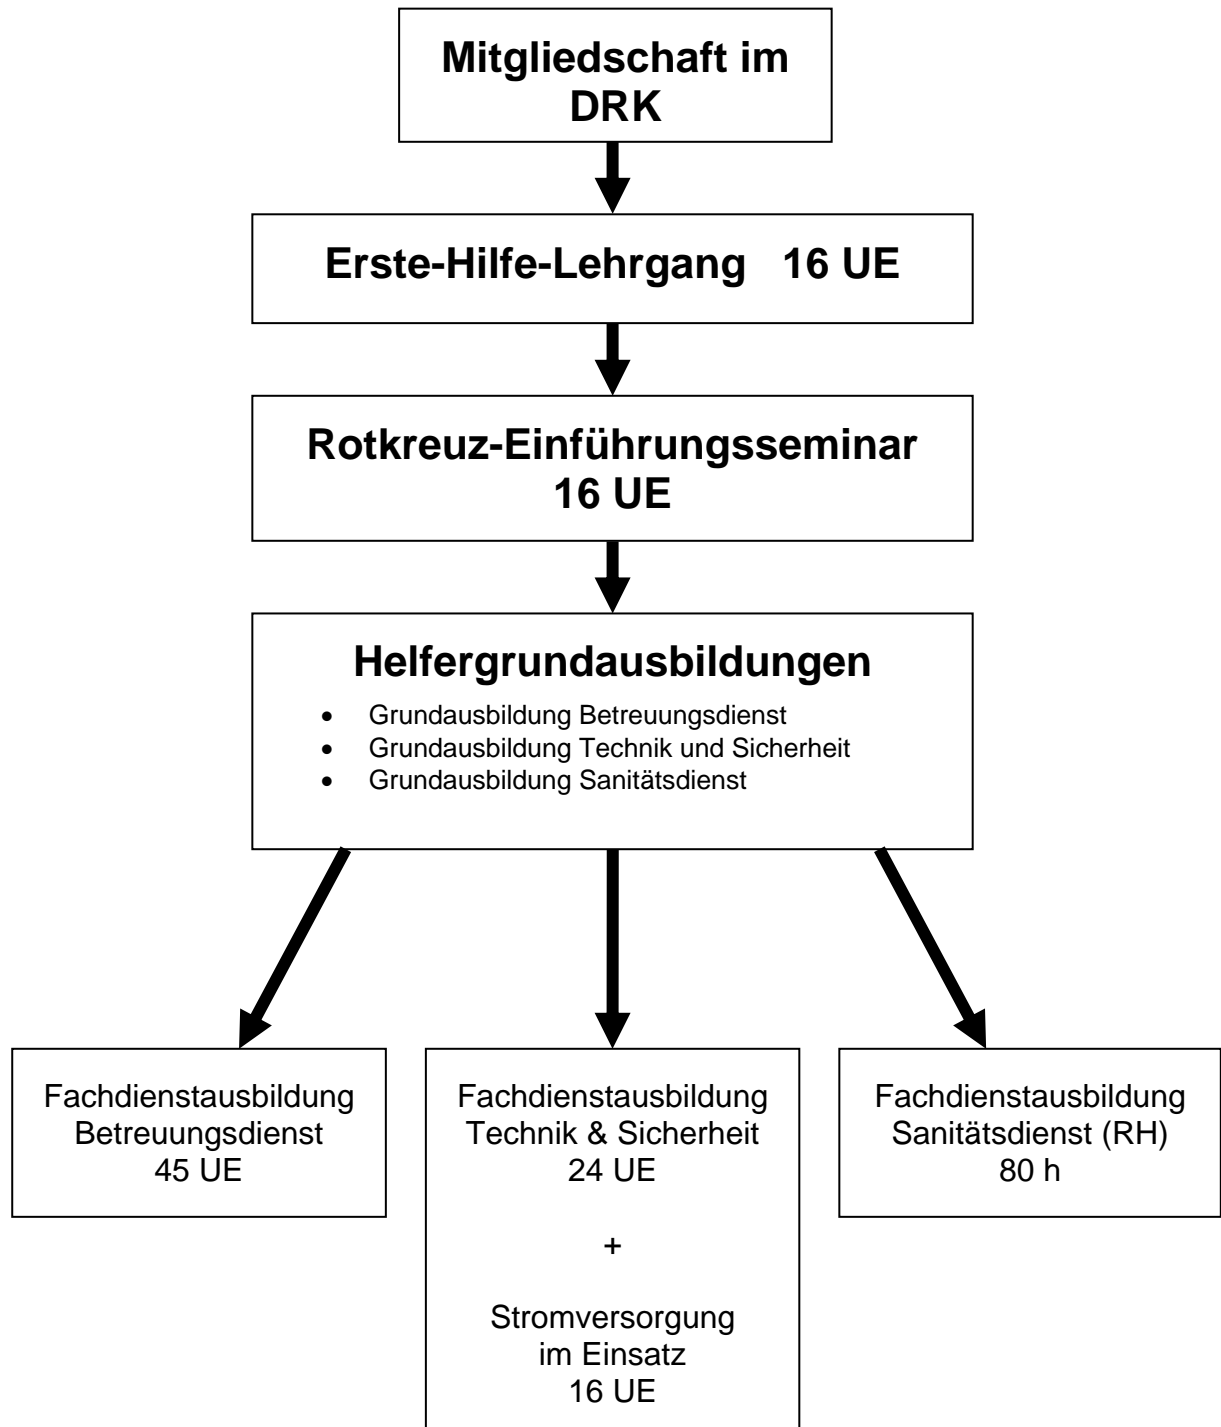 Mitgliedschaft im
DRK
Erste-Hilfe-Lehrgang 16 UE
Rotkreuz-Einführungsseminar
16 UE
Helfergrundausbildungen
• Grundausbildung Betreuungsdienst
• Grundausbildung Technik und Sicherheit
• Grundausbildung Sanitätsdienst
Fachdienstausbildung
Betreuungsdienst
45 UE
Fachdienstausbildung
Technik & Sicherheit
24 UE
+
Stromversorgung
im Einsatz
16 UE
Fachdienstausbildung
Sanitätsdienst (RH)
80 h